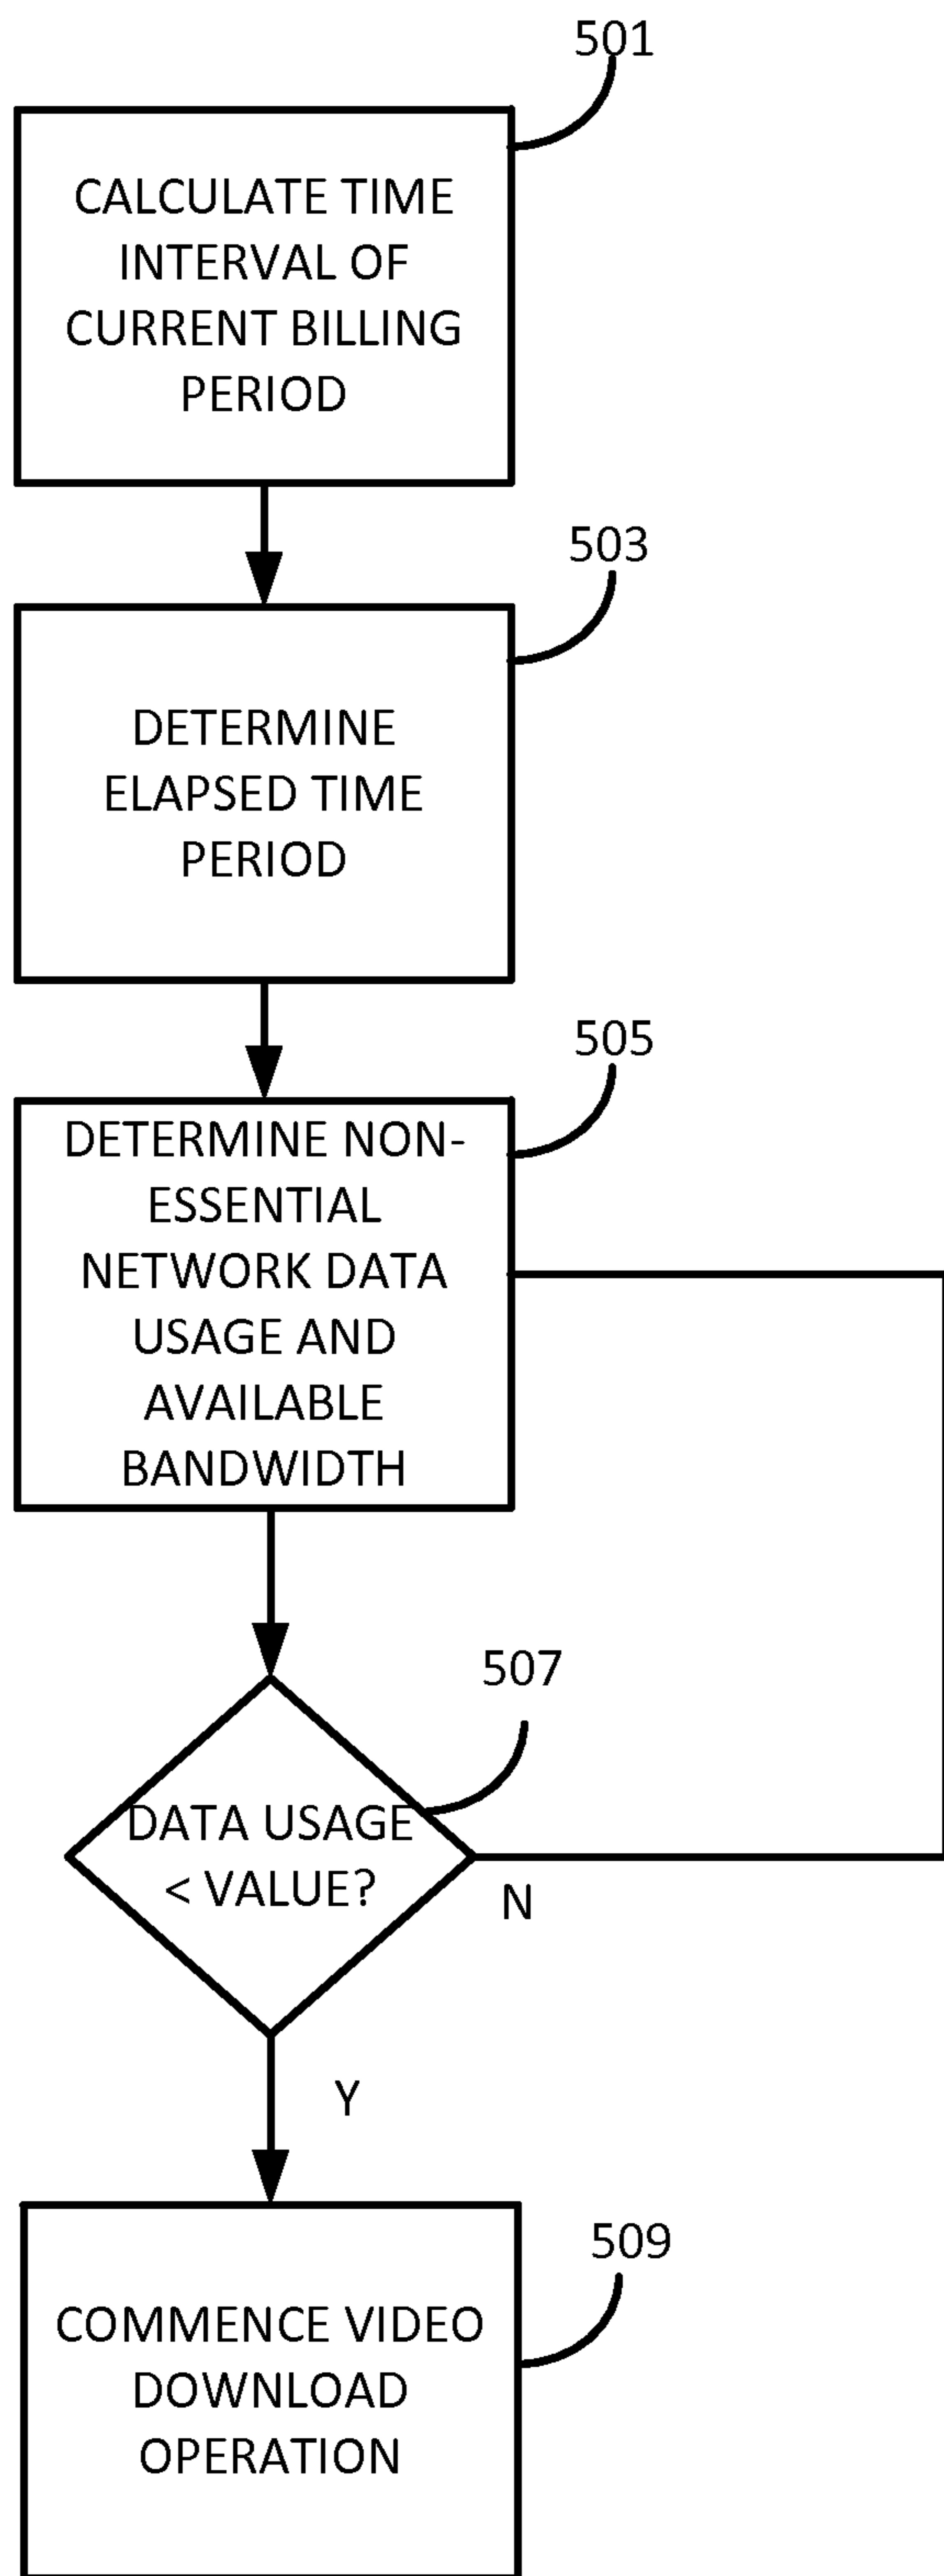 501
CALCULATE TIME
INTERVAL OF
CURRENT BILLING
PERIOD
503
DETERMINE
ELAPSED TIME
PERIOD
505
DETERMINE NON-
ESSENTIAL
NETWORK DATA
USAGE AND
AVAILABLE
BANDWIDTH
507
DATA USAGE
< VALUE?
N
Y
509
COMMENCE VIDEO
DOWNLOAD
OPERATION